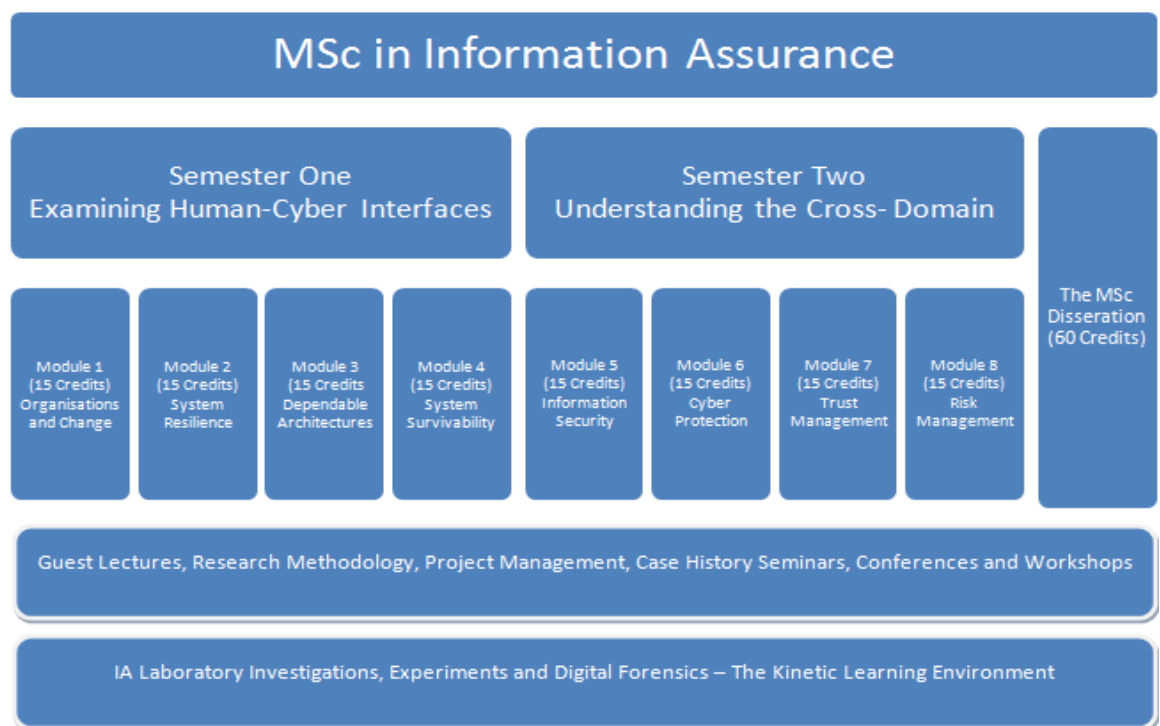 MSc in Information Assurance
Semester One
Examining Human-Cyber Interfaces
Semester Two
Understanding the Cross- Domain
Module 1
(15 Credits)
Organisations
and Change
Module 2
(15 Credits)
System
Resilience
Module 3
(15 Credits
Dependable
Architectures
Module 4
(15 Credits)
System
Survivability
Module 5
(15 Credits)
Information
Security
Module 6
(15 Credits)
Cyber
Protection
Module 7
(15 Credits)
Trust
Management
Module 8
(15 Credits)
Risk
Management
The MSc
Disseration
(60 Credits)
Guest Lectures, Research Methodology, Project Management, Case History Seminars, Conferences and Workshops
IA Laboratory Investigations, Experiments and Digital Forensics – The Kinetic Learning Environment